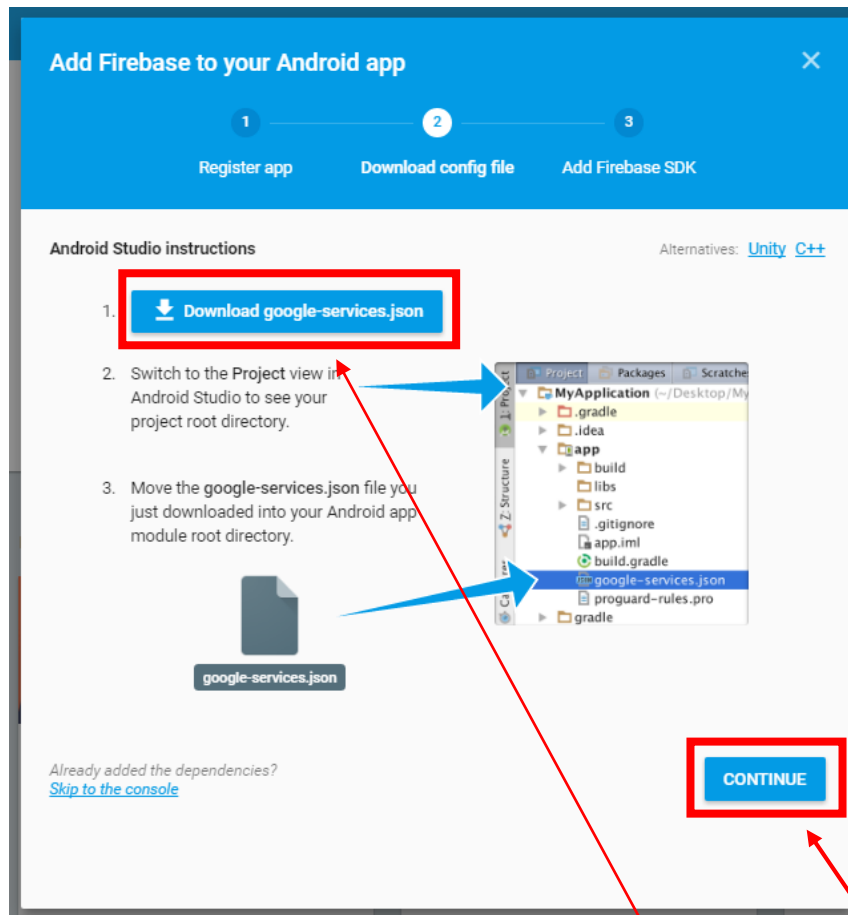 Add Firebase to your Android app
1
2
3
Register app
Download config file
Add Firebase SDK
Android Studio instructions
Alternatives: Unity C++
1. Download google-services.json
2. Switch to the Project view in
Android Studio to see your
project root directory.
3. Move the google-services.json file you
just downloaded into your Android app
module root directory.
google-services.json
Project Packages Scratche
MyApplication (~/Desktop/My
.gradle
.idea
app
build
libs
src
.gitignore
app.iml
build.gradle
google-services.json
proguard-rules.pro
gradle
Z: Structure
Already added the dependencies?
Skip to the console
CONTINUE